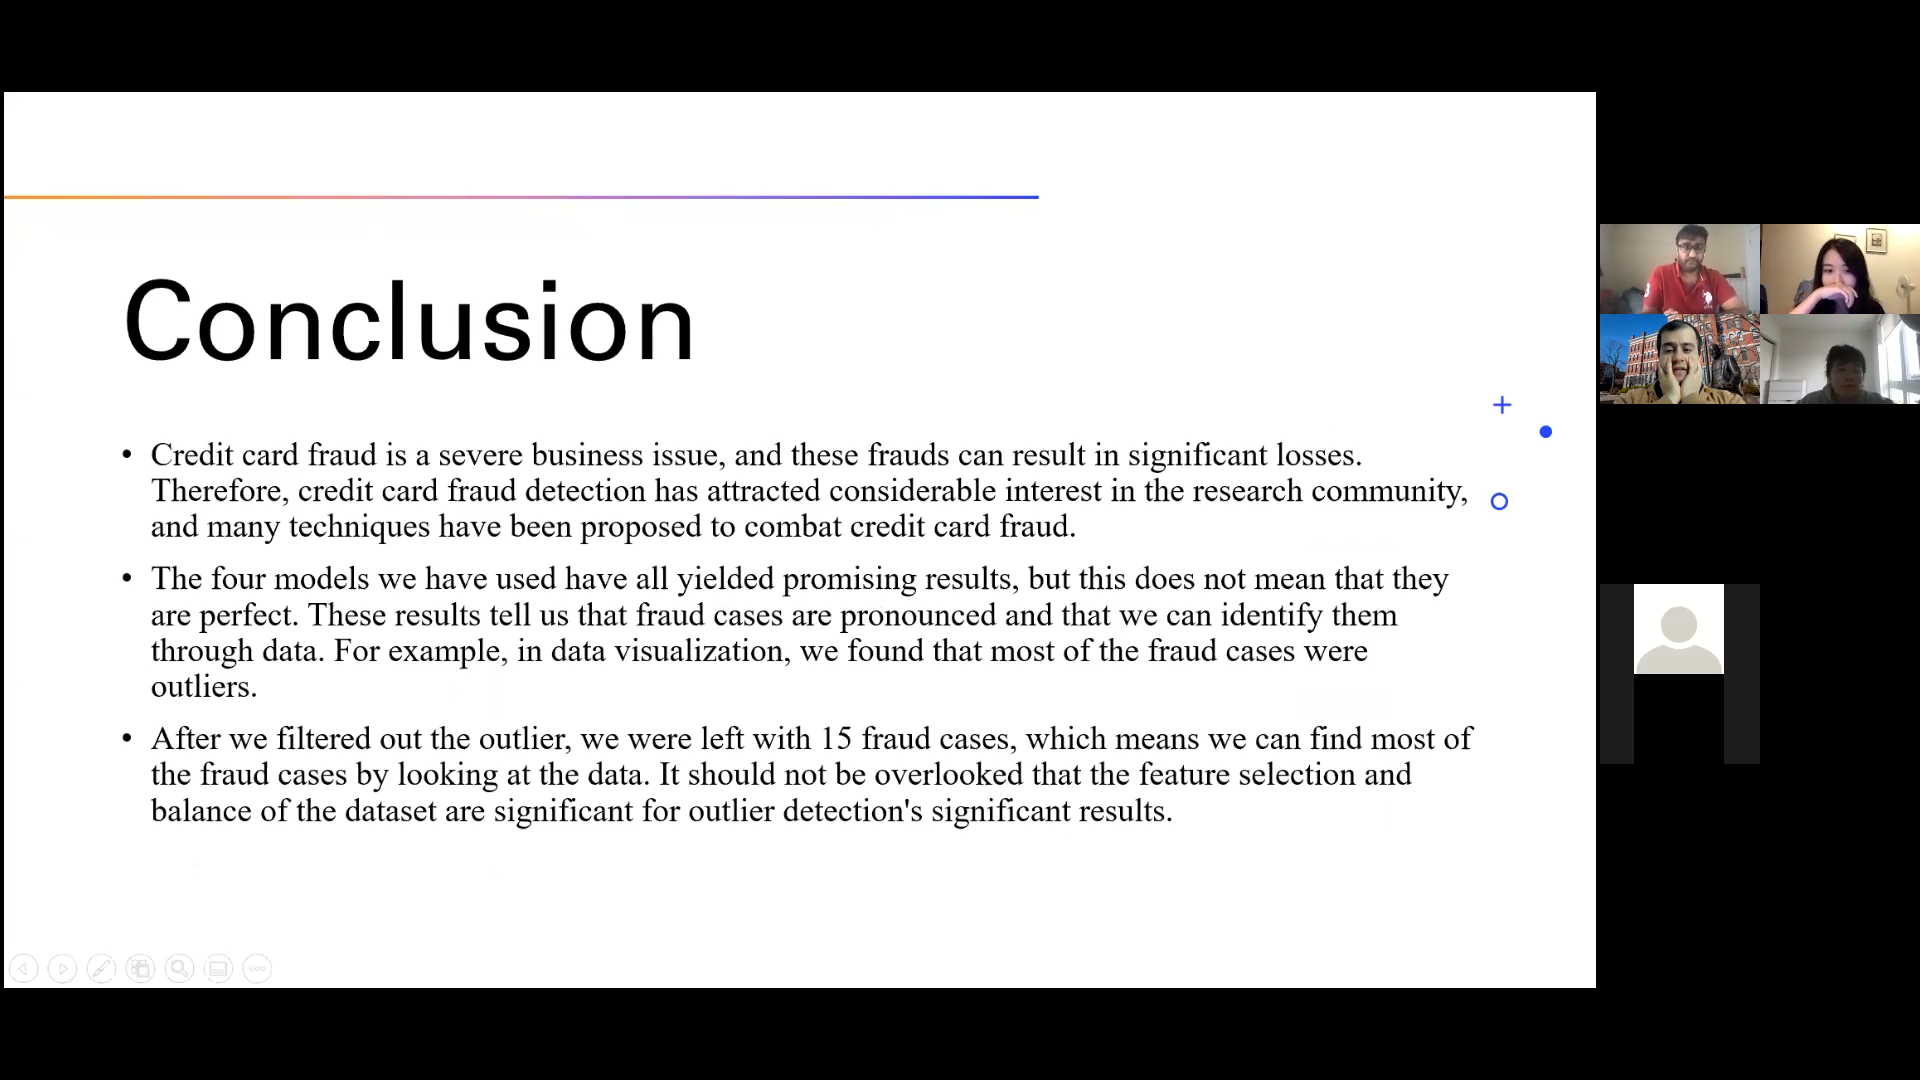 Conclusion
• Credit card fraud is a severe business issue, and these frauds can result in significant losses.
Therefore, credit card fraud detection has attracted considerable interest in the research community,
and many techniques have been proposed to combat credit card fraud.
• The four models we have used have all yielded promising results, but this does not mean that they
are perfect. These results tell us that fraud cases are pronounced and that we can identify them
through data. For example, in data visualization, we found that most of the fraud cases were
outliers.
• After we filtered out the outlier, we were left with 15 fraud cases, which means we can find most of
the fraud cases by looking at the data. It should not be overlooked that the feature selection and
balance of the dataset are significant for outlier detection's significant results.